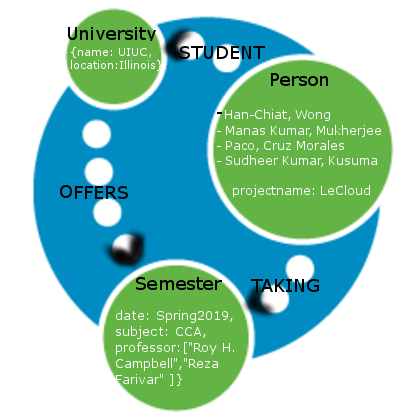 University
{name: UIUC,
location:Illinois}
STUDENT
Person
-Han-Chiat, Wong
- Manas Kumar, Mukherjee
- Paco, Cruz Morales
- Sudheer Kumar, Kusuma
projectname: LeCloud
OFFERS
TAKING
Semester
date: Spring2019,
subject: CCA,
professor:["Roy H.
Campbell","Reza
Farivar" ]}